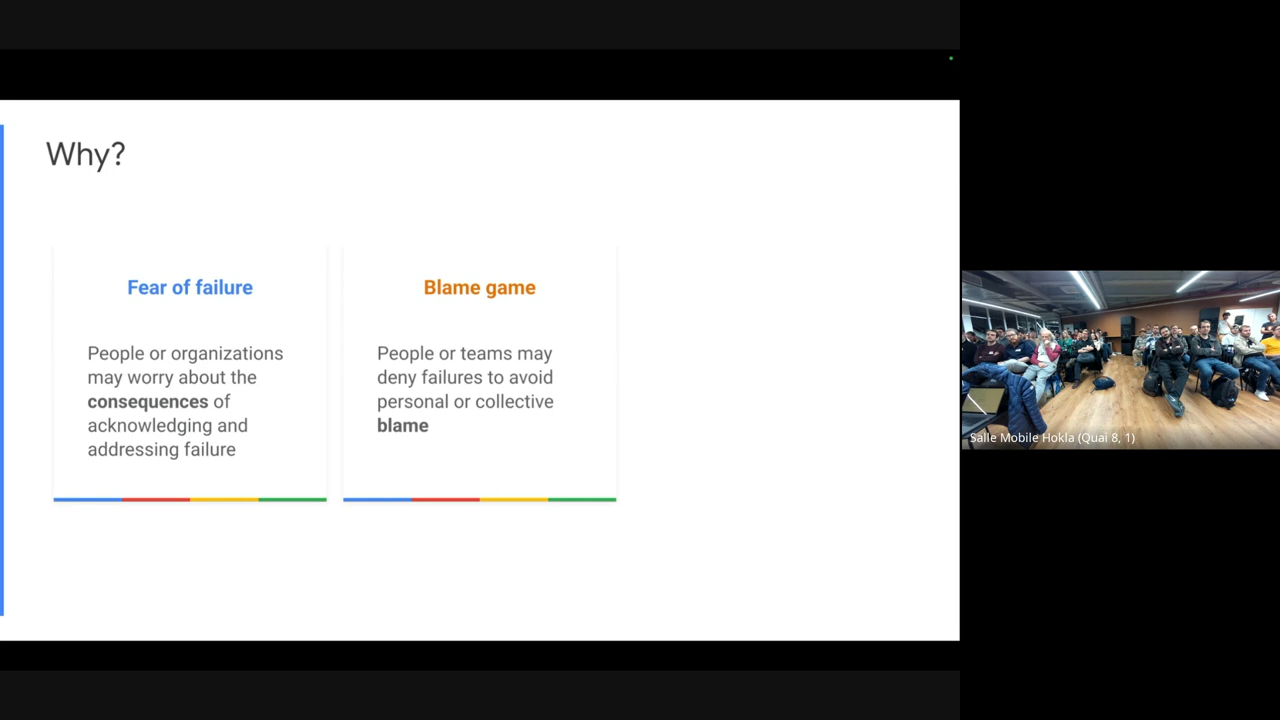 Why?
Fear of failure
People or organizations
may worry about the
consequences of
acknowledging and
addressing failure
Blame game
People or teams may
deny failures to avoid
personal or collective
blame
Salle Mobile Hokla (Quai 8, 1)